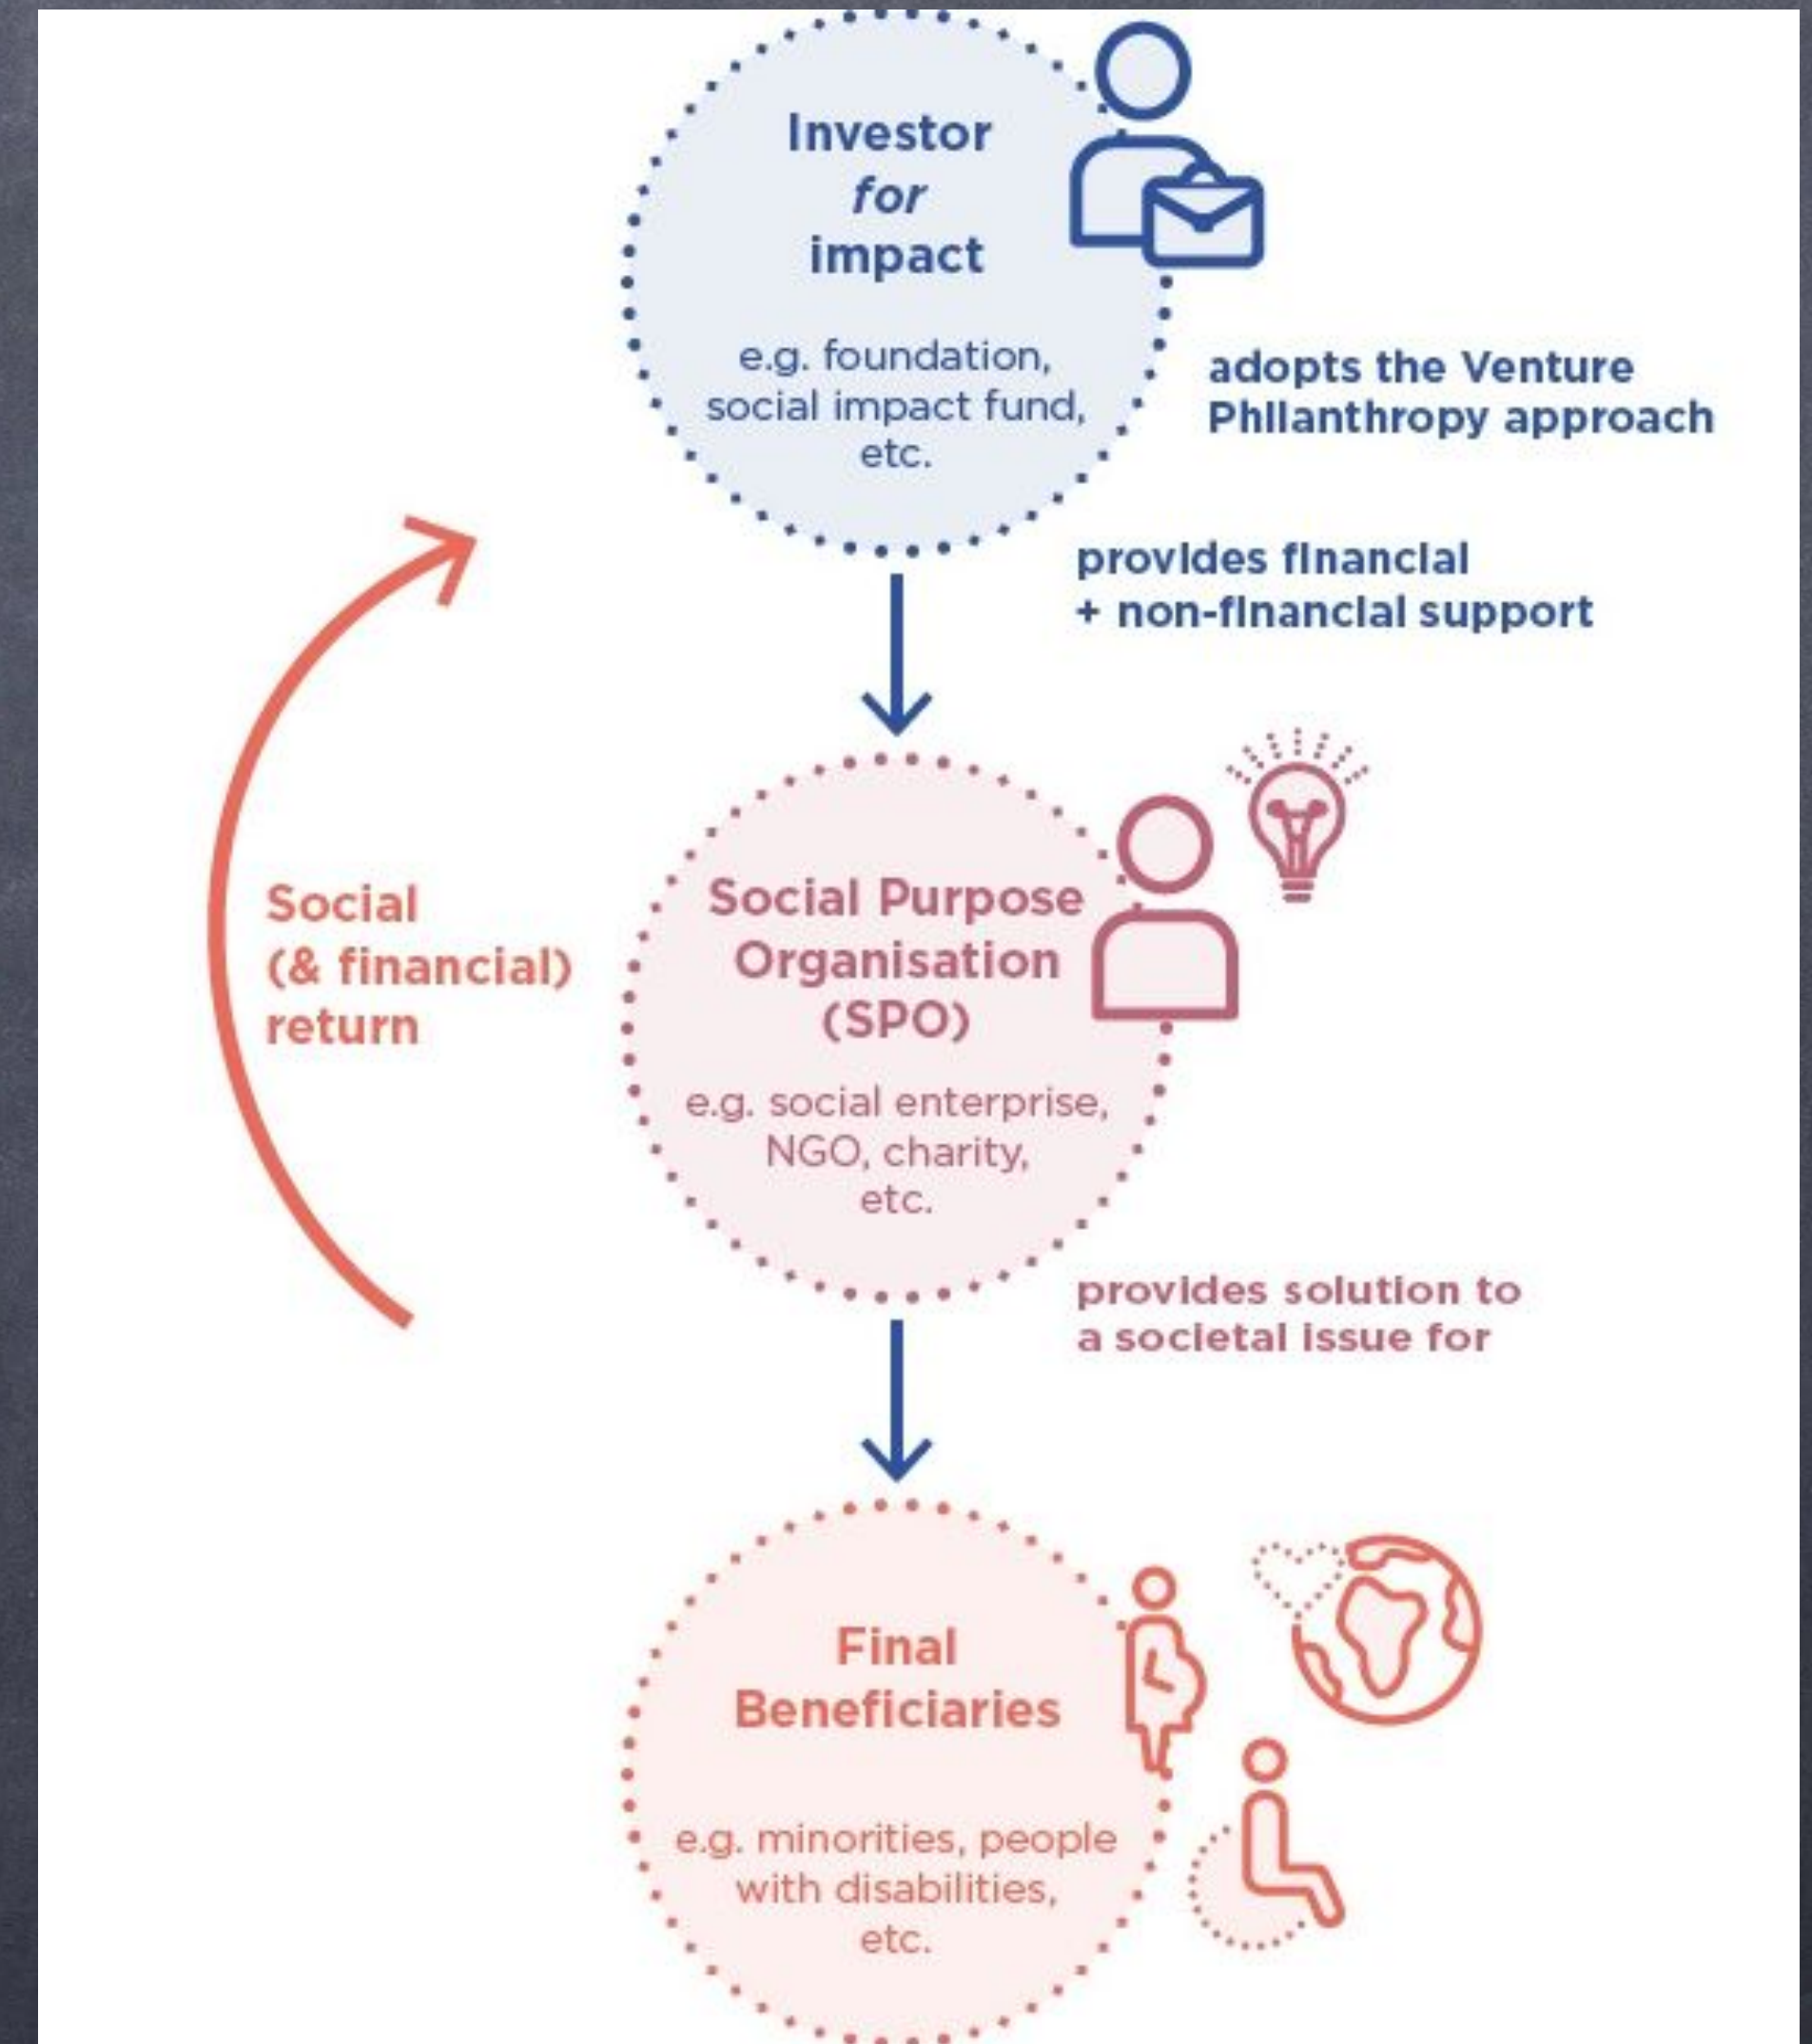 Investor
for
impact
e.g. foundation,
social impact fund,
etc.
adopts the Venture
Philanthropy approach
provides financial
+ non-financial support
Social
(& financial)
return
Social Purpose
Organisation
(SPO)
e.g. social enterprise,
NGO, charity,
etc.
provides solution to
a societal issue for
Final
Beneficiaries
e.g. minorities, people
with disabilities,
etc.